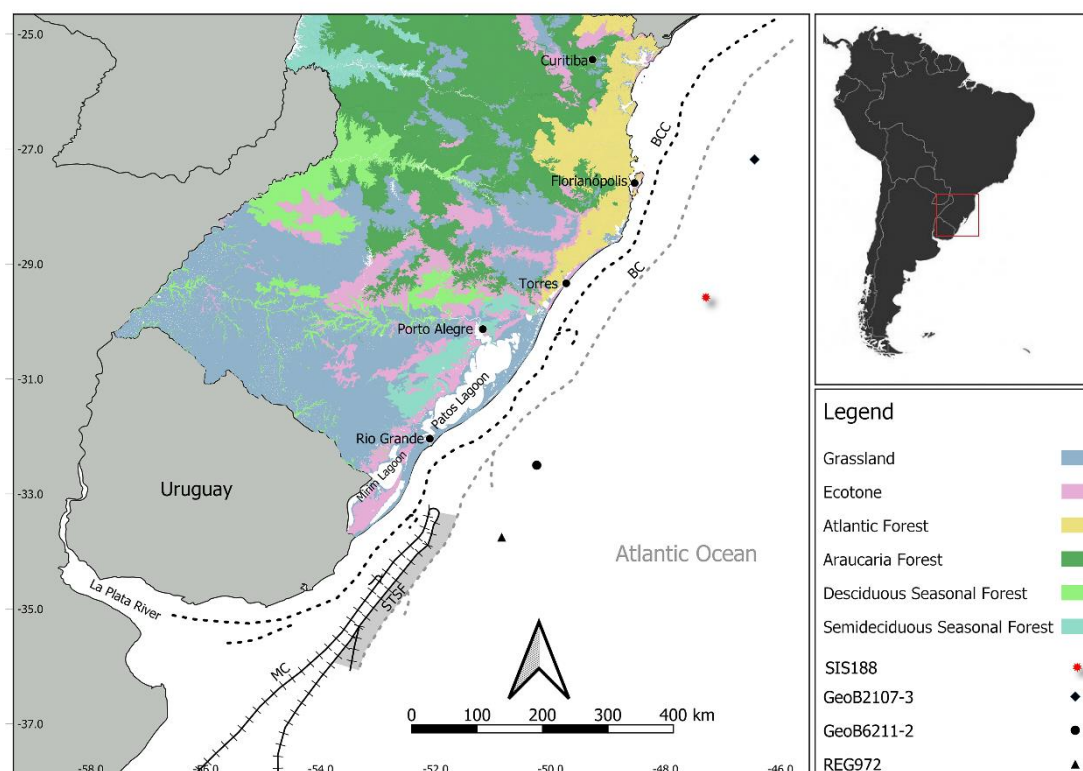 -25.0
-27.0
-29.0
-31.0
-33.0
-35.0
-37.0
-58.0
-56.0
-54.0
-52.0
-50.0
-48.0
-46.0
Curitiba
BCC
Florianópolis
BC
Torres
Porto Alegre
Patos Lagoon
Rio Grande
Mirim Lagoon
Uruguay
Atlantic Ocean
La Plata River
STSF
MC
0 100 200 300 400 km
Legend
Grassland
Ecotone
Atlantic Forest
Araucaria Forest
Desciduous Seasonal Forest
Semideciduous Seasonal Forest
SIS188
GeoB2107-3
GeoB6211-2
REG972